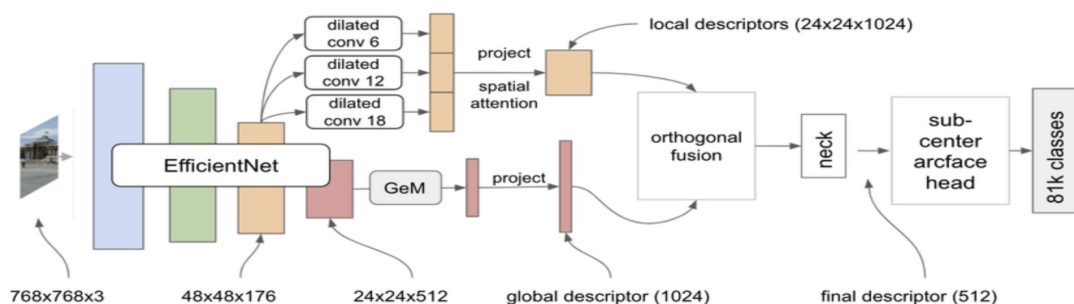 dilated
conv 6
dilated
conv 12
dilated
conv 18
project
spatial
attention
local descriptors (24x24x1024)
EfficientNet
GeM
project
orthogonal
fusion
neck
sub-
center
arcface
head
81k classes
768x768x3
48x48x176
24x24x512
global descriptor (1024)
final descriptor (512)